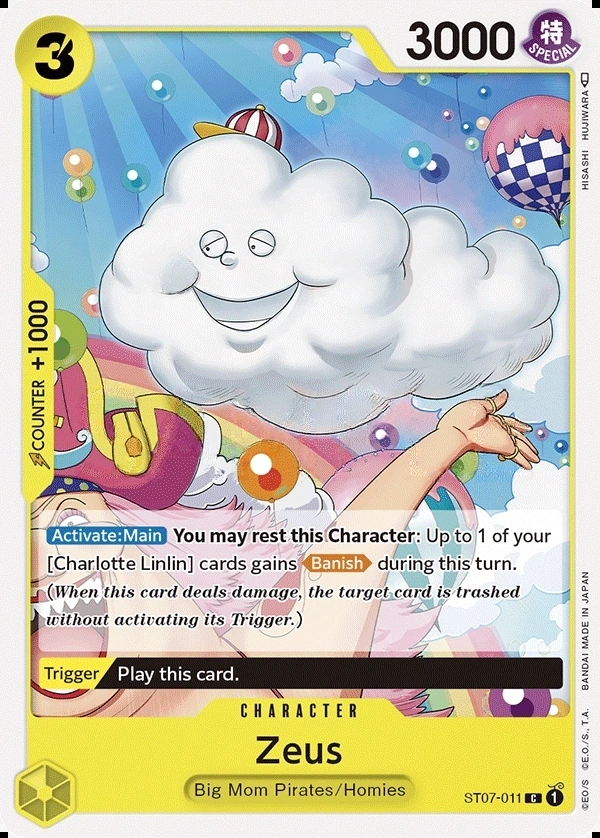 3
3000
特
SPECIAL
HISASHI HUJIWARA
COUNTER +1000
Activate:Main You may rest this Character: Up to 1 of your
[Charlotte Linlin] cards gains Banish during this turn.
(When this card deals damage, the target card is trashed
without activating its Trigger.)
Trigger Play this card.
CHARACTER
Zeus
Big Mom Pirates/Homies
ST07-011 C 1
©EO/S ©E.O./S., T.A. BANDAI MADE IN JAPAN